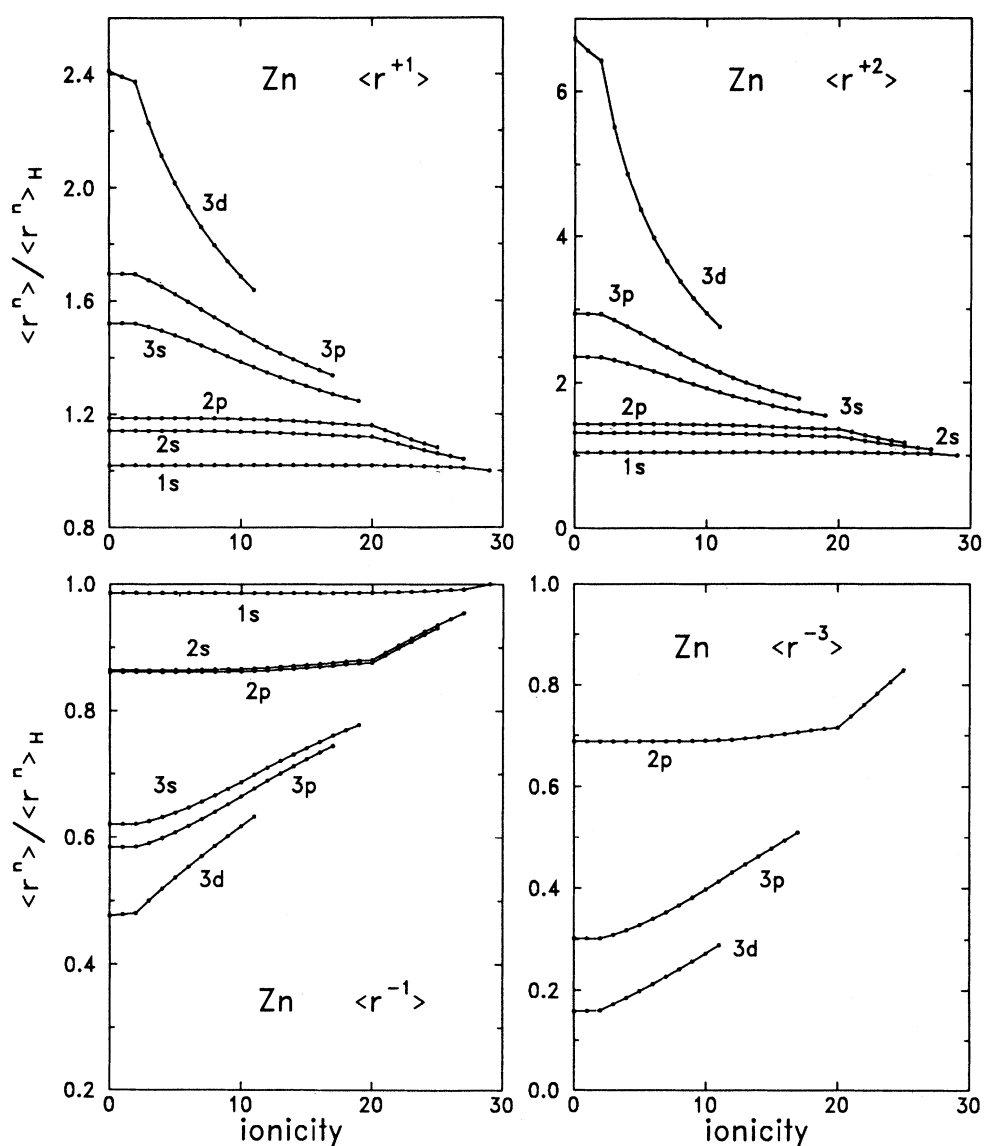 Zn <r⁺¹>
<rⁿ>/<rⁿ>H
2.4
2.0
1.6
1.2
0.8
3d
3p
3s
2p
2s
1s
0 10 20 30
Zn <r⁺²>
6
4
2
0
3d
3p
3s
2p
2s
1s
0 10 20 30
Zn <r⁻¹>
<rⁿ>/<rⁿ>H
1.0
0.8
0.6
0.4
0.2
1s
2s
2p
3s
3p
3d
0 10 20 30
ionicity
Zn <r⁻³>
1.0
0.8
0.6
0.4
0.2
0.0
2p
3p
3d
0 10 20 30
ionicity